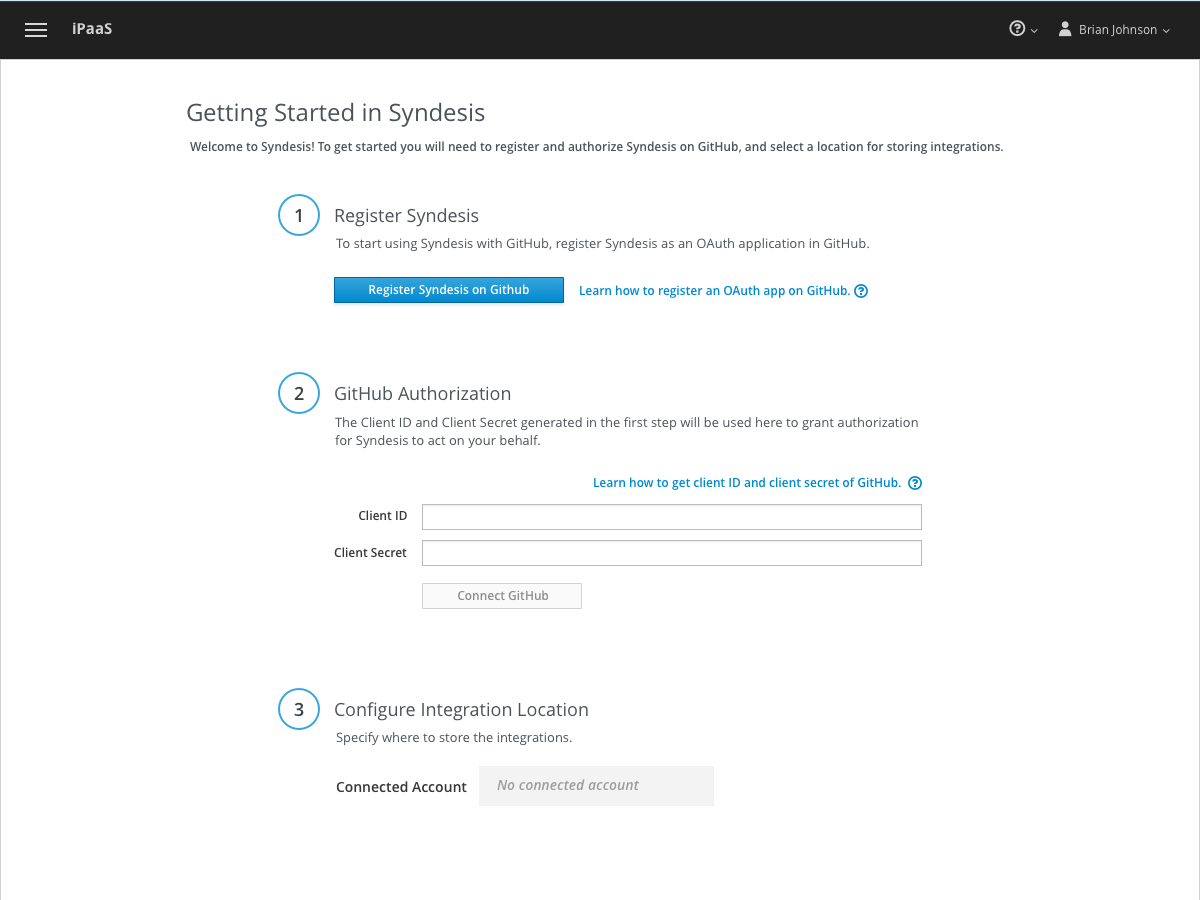 iPaaS
Brian Johnson
Getting Started in Syndesis
Welcome to Syndesis! To get started you will need to register and authorize Syndesis on GitHub, and select a location for storing integrations.
1
Register Syndesis
To start using Syndesis with GitHub, register Syndesis as an OAuth application in GitHub.
Register Syndesis on Github
Learn how to register an OAuth app on GitHub.
2
GitHub Authorization
The Client ID and Client Secret generated in the first step will be used here to grant authorization
for Syndesis to act on your behalf.
Learn how to get client ID and client secret of GitHub.
Client ID
Client Secret
Connect GitHub
3
Configure Integration Location
Specify where to store the integrations.
Connected Account
No connected account